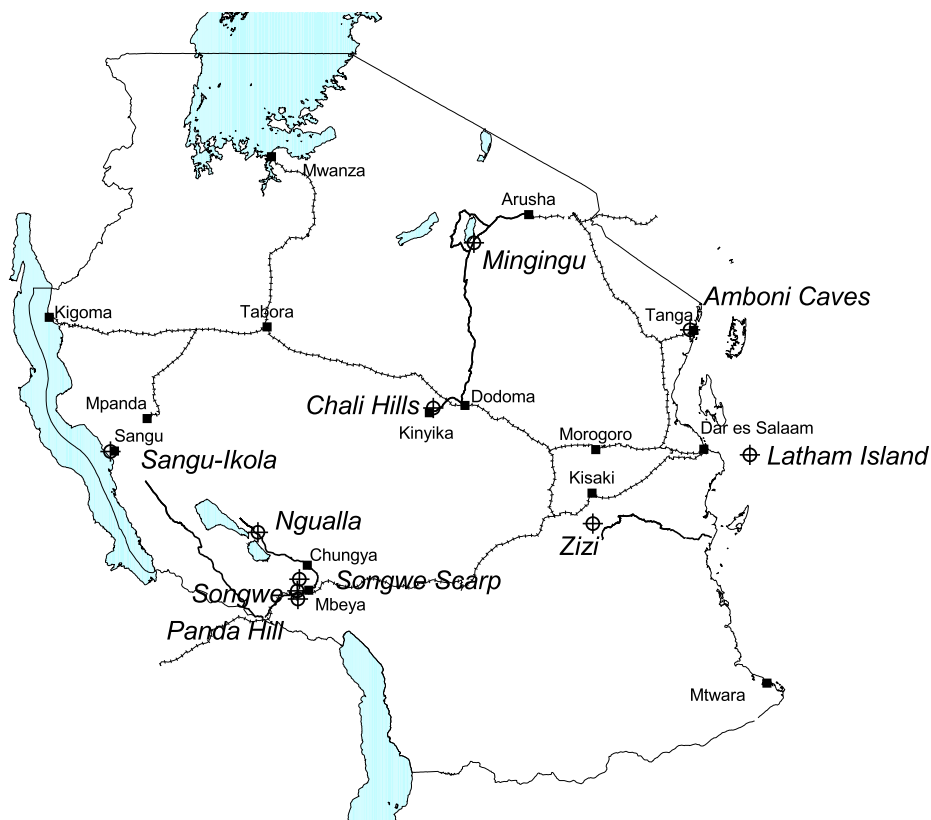 Mwanza
Arusha
Mingingu
Amboni Caves
Kigoma
Tabora
Tanga
Mpanda
Chali Hills
Dodoma
Kinyika
Sangu
Sangu-Ikola
Morogoro
Dar es Salaam
Latham Island
Kisaki
Ngualla
Zizi
Chungya
Songwe
Songwe Scarp
Mbeya
Panda Hill
Mtwara